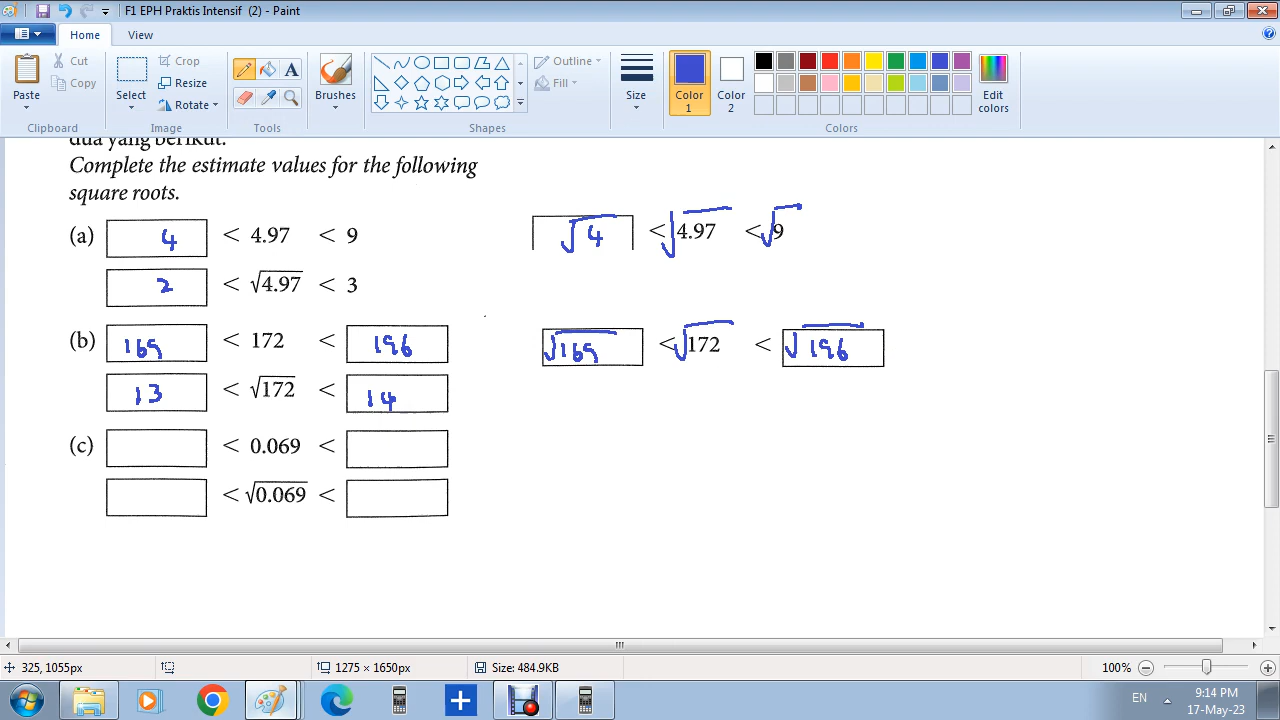 F1 EPH Praktis Intensif (2) - Paint
Home View
Paste
Cut
Copy
Clipboard
Select
Crop
Resize
Rotate
Image
A
Tools
Brushes
Shapes
Outline
Fill
Size
Color 1
Color 2
Edit colors
Colors
dua yang berikut.
Complete the estimate values for the following
square roots.
(a) 4 < 4.97 < 9 √4 < √4.97 < √9
2 < √4.97 < 3
(b) 169 < 172 < 196 √169 < √172 < √196
13 < √172 < 14
(c) < 0.069 <
< √0.069 <
325, 1055px 1275 × 1650px Size: 484.9KB 100%
EN 9:14 PM
17-May-23